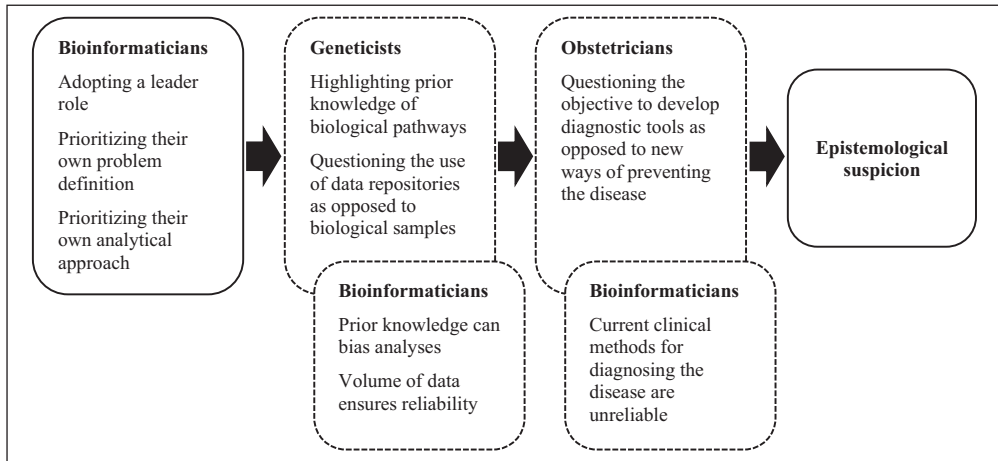 Bioinformaticians
Adopting a leader
role
Prioritizing their
own problem
definition
Prioritizing their
own analytical
approach
Geneticists
Highlighting prior
knowledge of
biological pathways
Questioning the use
of data repositories
as opposed to
biological samples
Bioinformaticians
Prior knowledge can
bias analyses
Volume of data
ensures reliability
Obstetricians
Questioning the
objective to develop
diagnostic tools as
opposed to new
ways of preventing
the disease
Bioinformaticians
Current clinical
methods for
diagnosing the
disease are
unreliable
Epistemological
suspicion